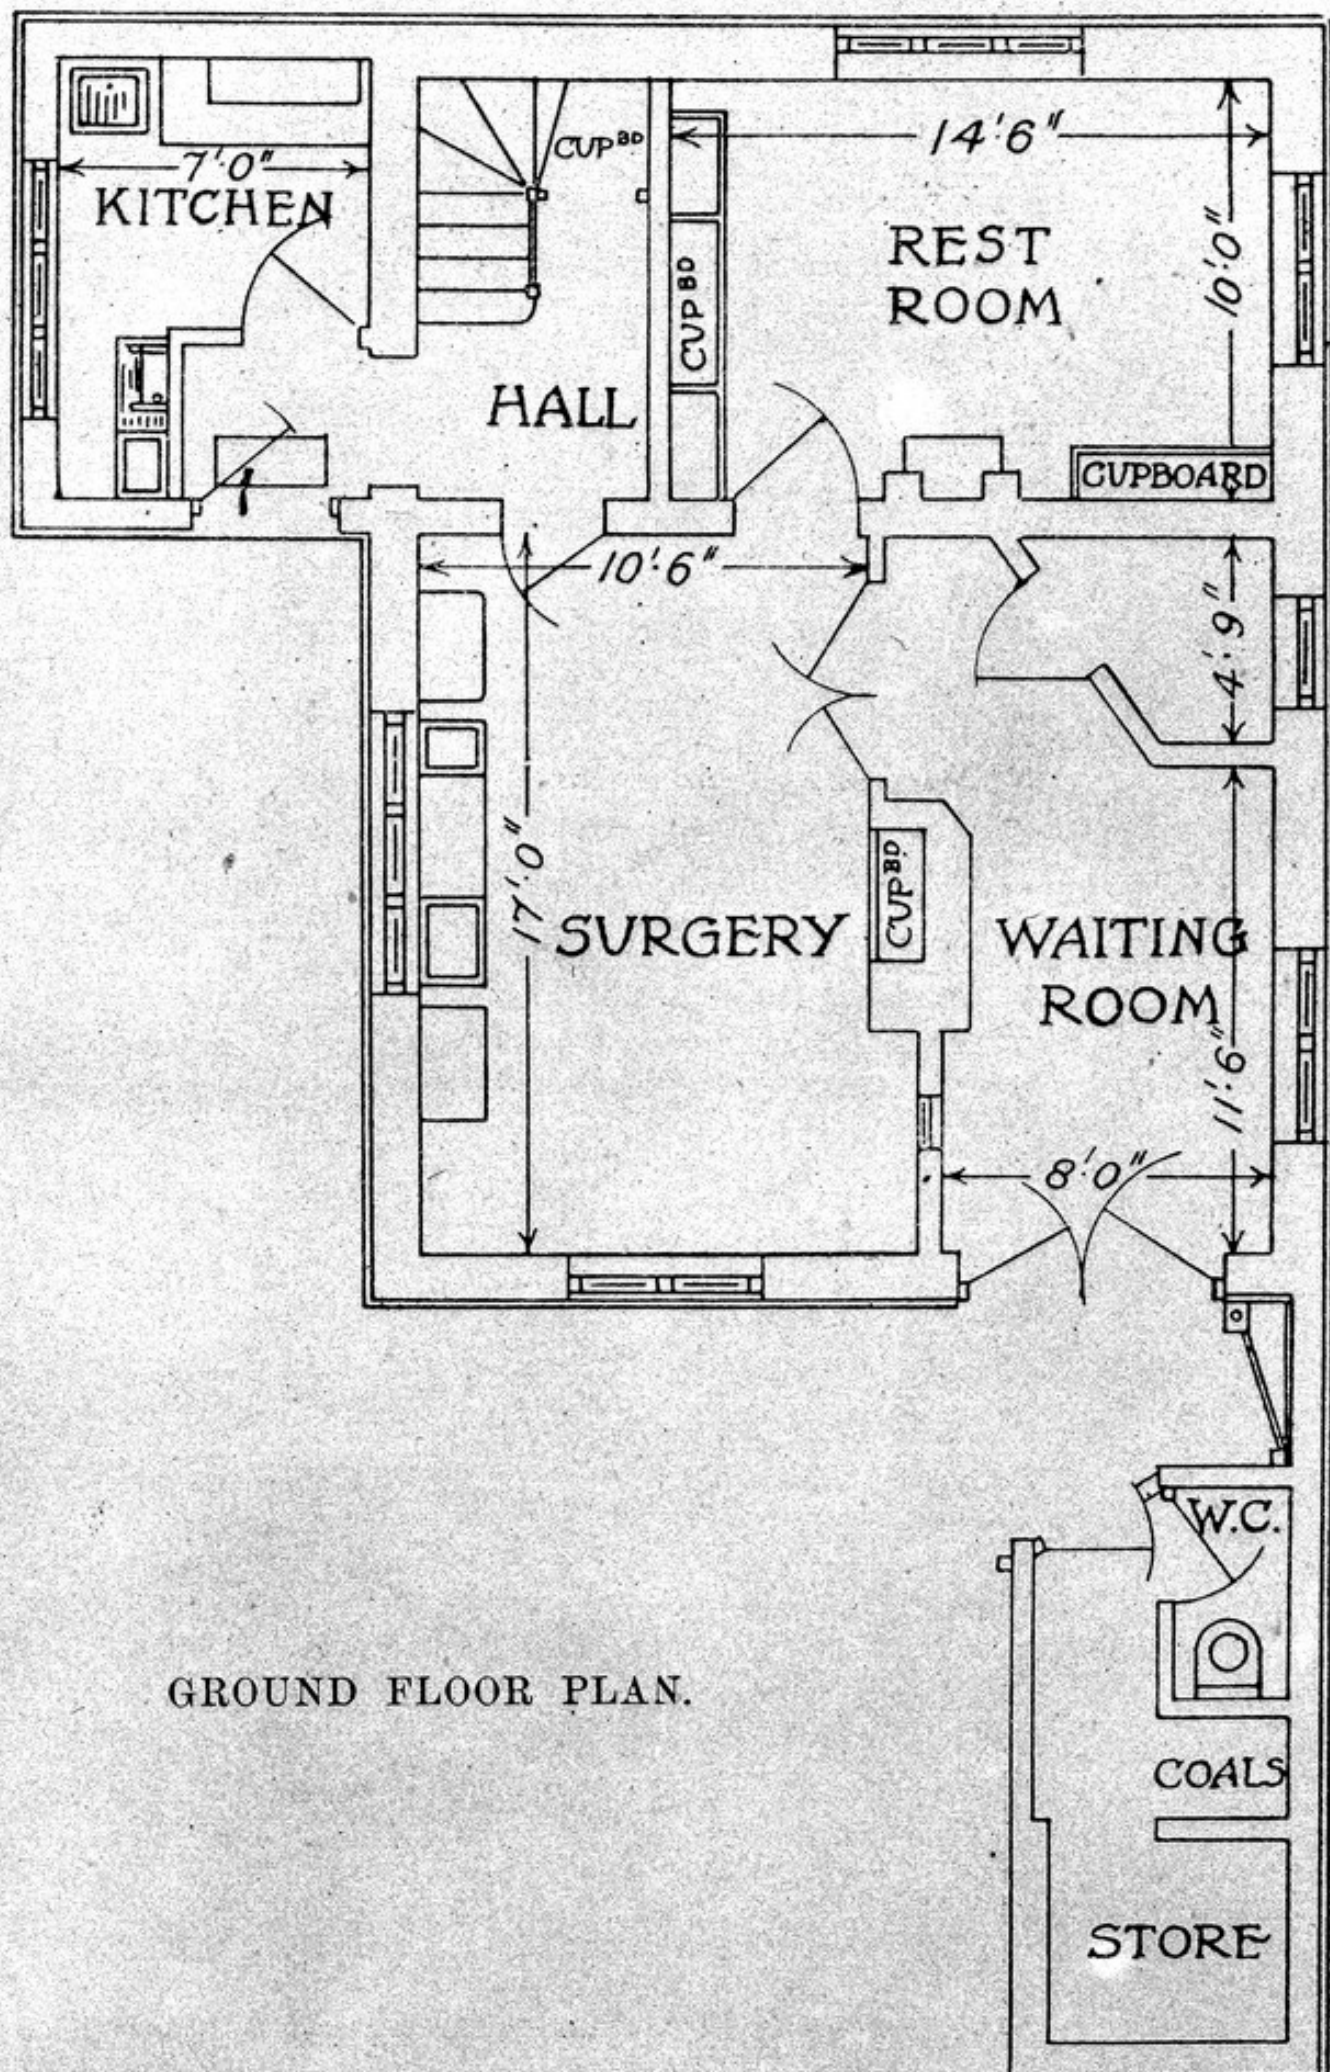 CUPBD
14'.6"
7'.0"
KITCHEN
REST
ROOM
10'.0"
CUPBD
HALL
CUPBOARD
10'.6"
4'.9"
17'.0"
CUPBD
SURGERY
WAITING
ROOM
11'.6"
8'.0"
W.C.
GROUND FLOOR PLAN.
COALS
STORE